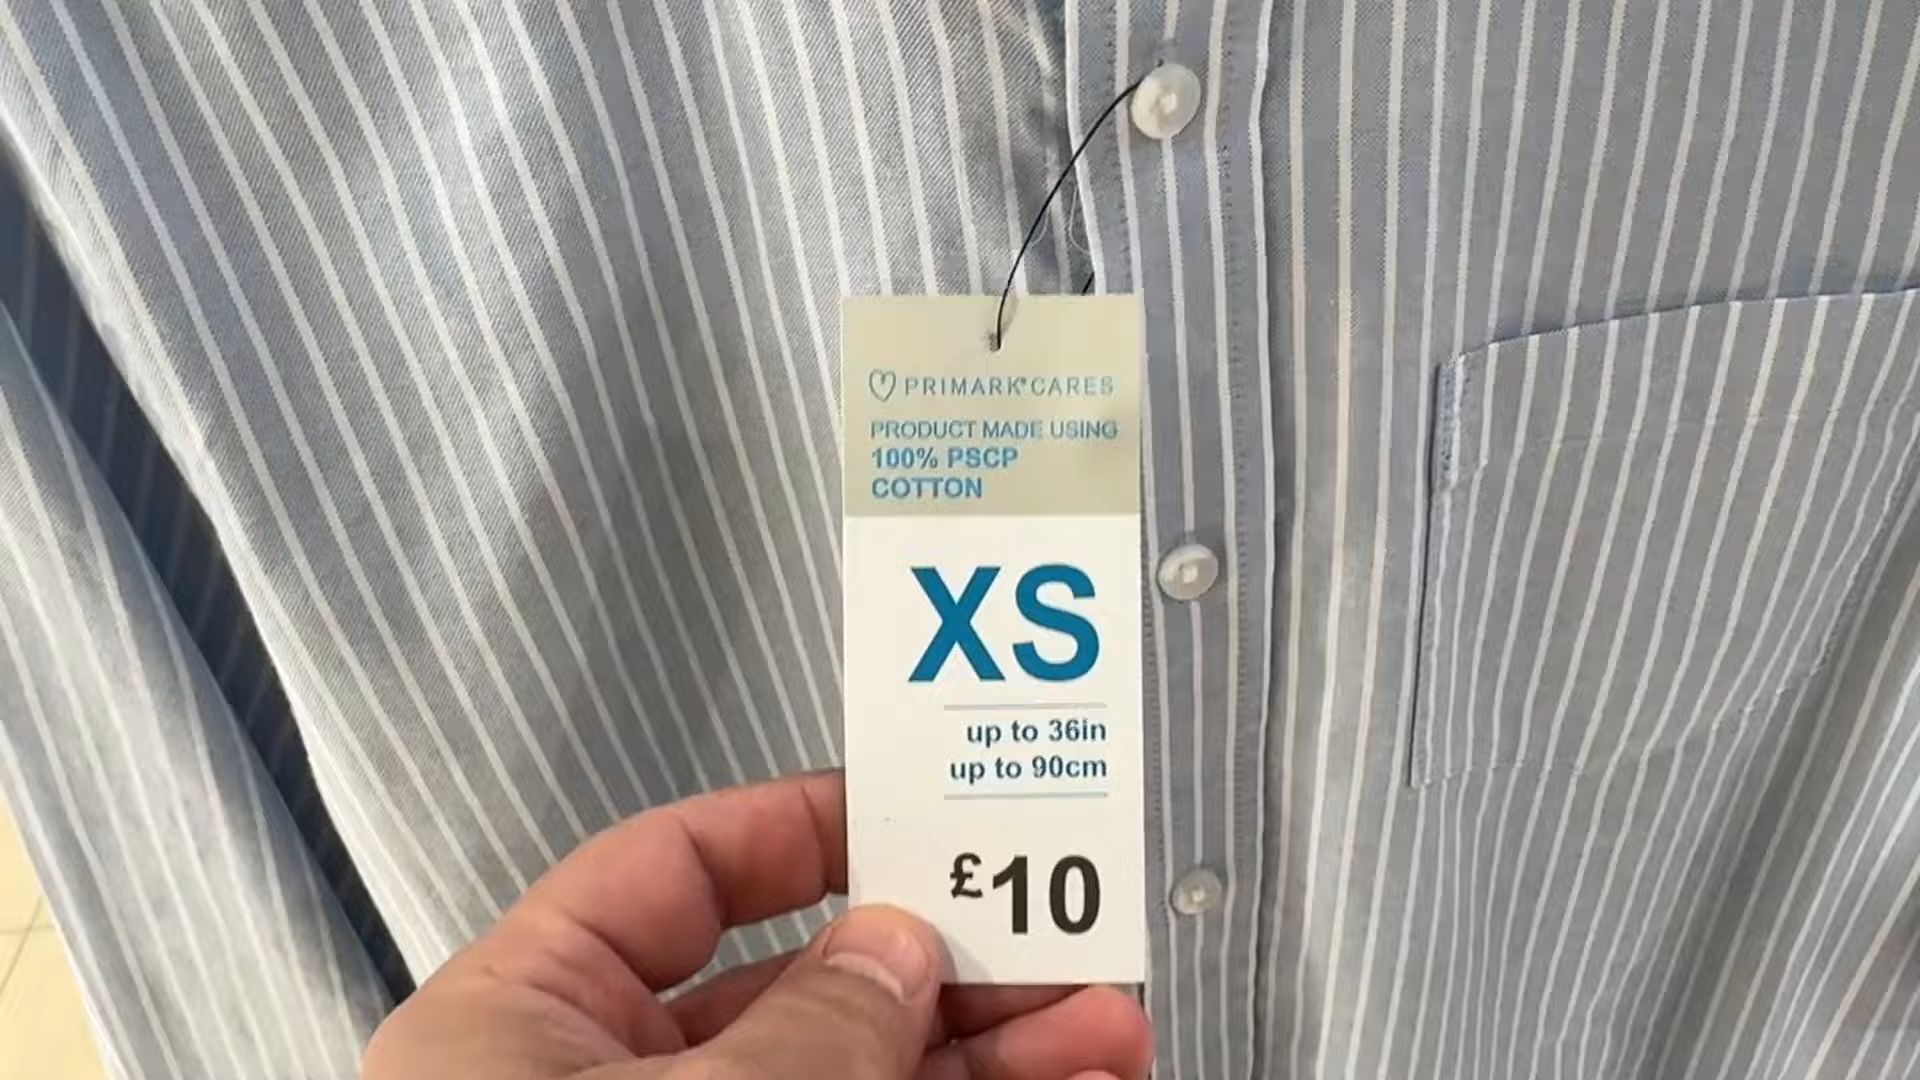 PRIMARK® CARES
PRODUCT MADE USING
100% PSCP
COTTON
XS
up to 36in
up to 90cm
£10